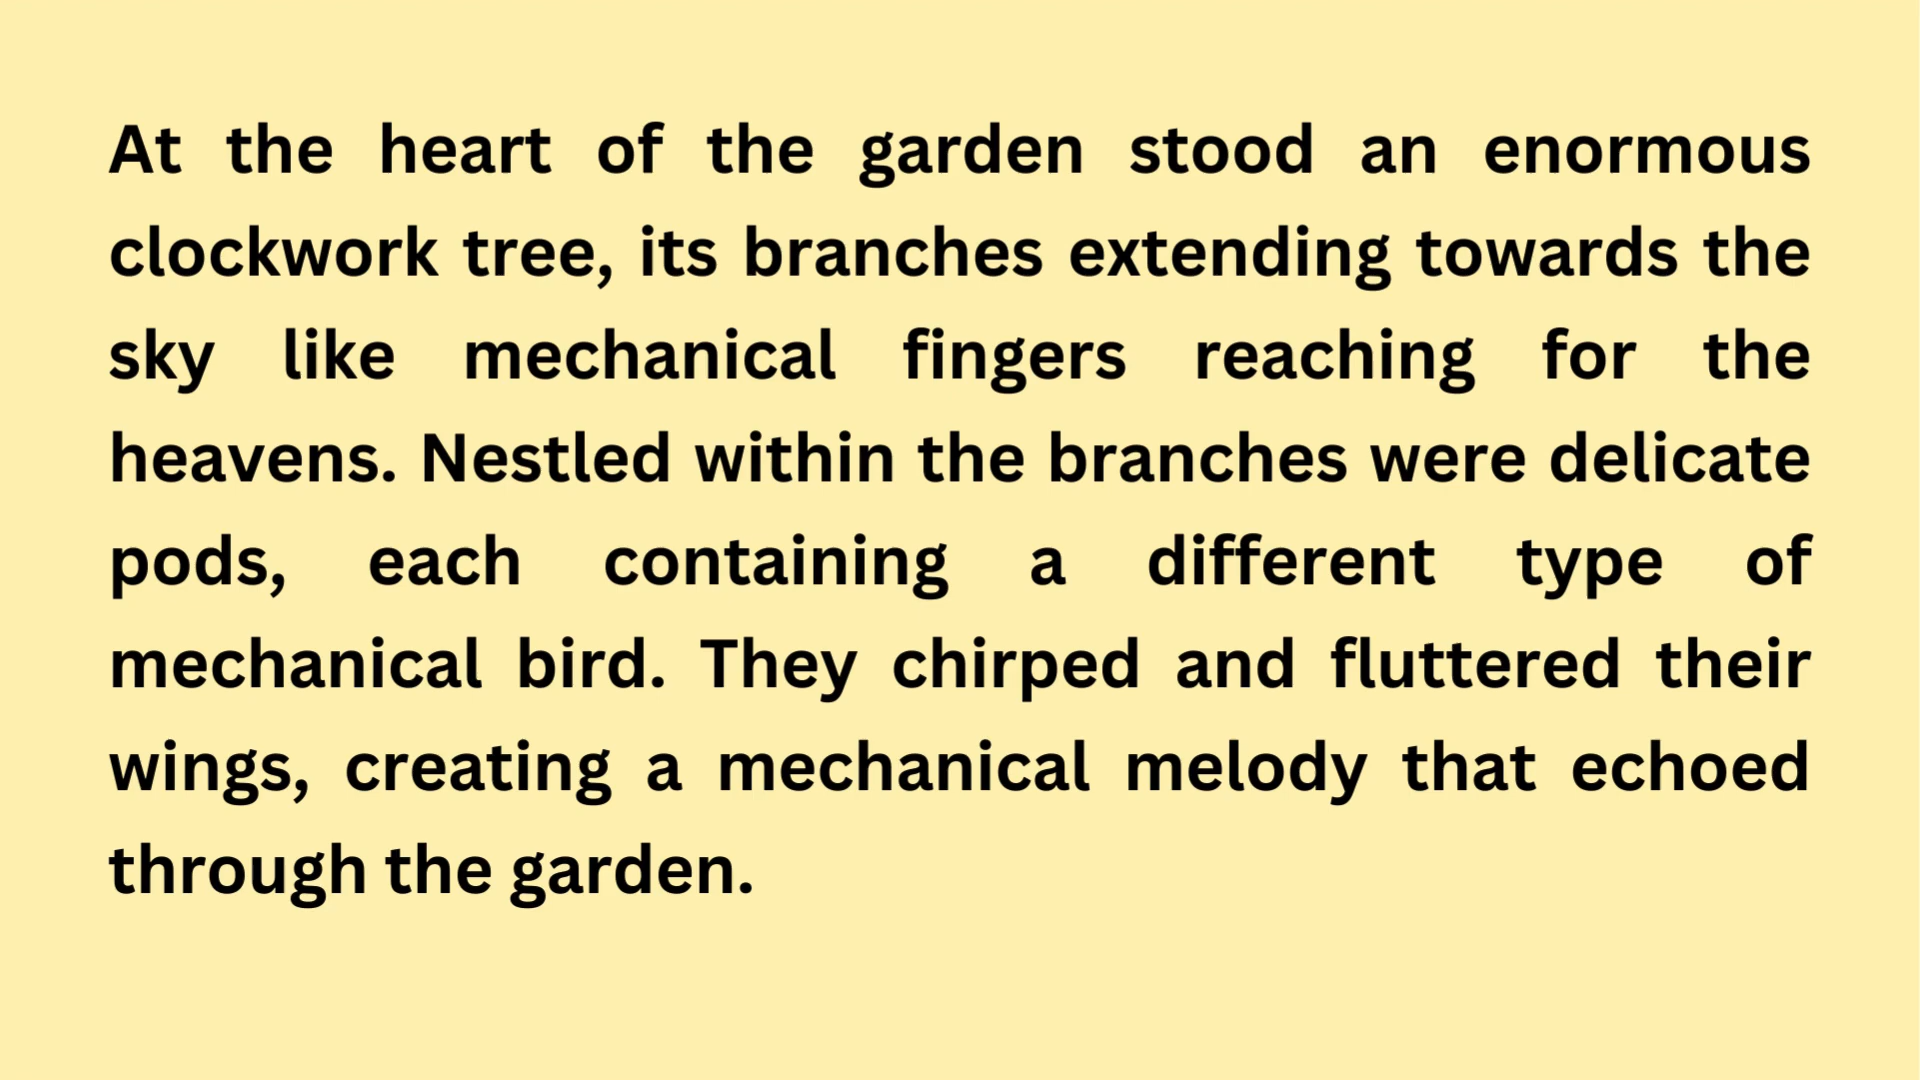 At the heart of the garden stood an enormous
clockwork tree, its branches extending towards the
sky like mechanical fingers reaching for the
heavens. Nestled within the branches were delicate
pods, each containing a different type of
mechanical bird. They chirped and fluttered their
wings, creating a mechanical melody that echoed
through the garden.